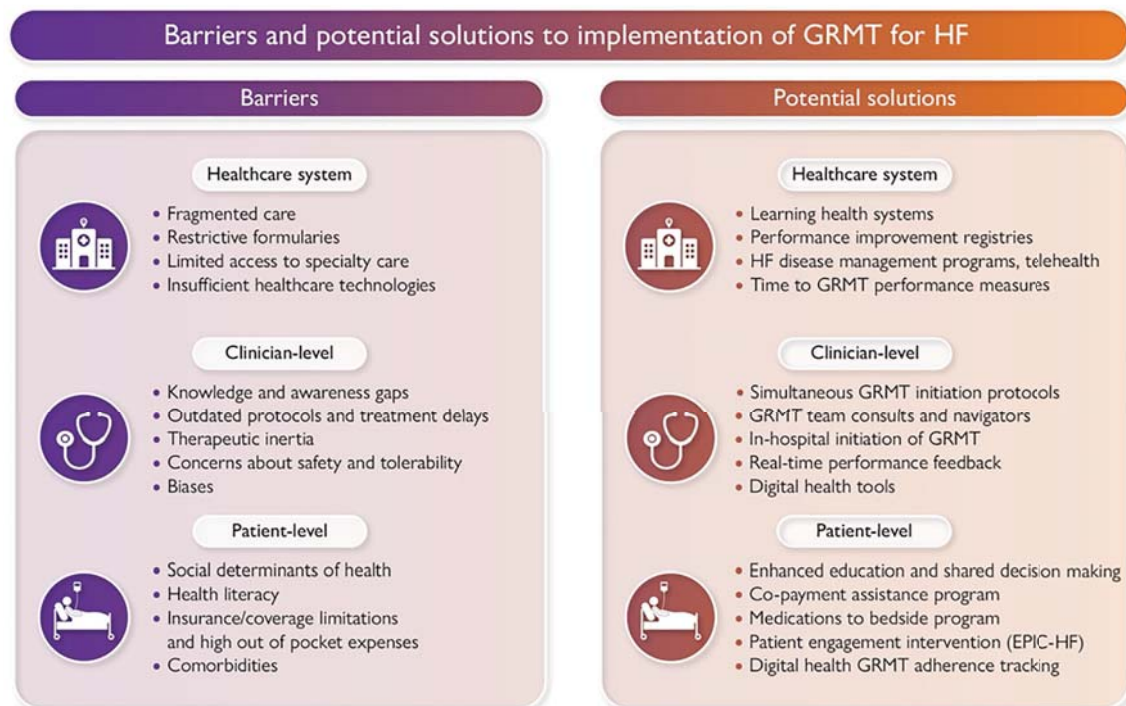 Barriers and potential solutions to implementation of GRMT for HF
Barriers
Healthcare system
• Fragmented care
• Restrictive formularies
• Limited access to specialty care
• Insufficient healthcare technologies
Clinician-level
• Knowledge and awareness gaps
• Outdated protocols and treatment delays
• Therapeutic inertia
• Concerns about safety and tolerability
• Biases
Patient-level
• Social determinants of health
• Health literacy
• Insurance/coverage limitations
and high out of pocket expenses
• Comorbidities
Potential solutions
Healthcare system
• Learning health systems
• Performance improvement registries
• HF disease management programs, telehealth
• Time to GRMT performance measures
Clinician-level
• Simultaneous GRMT initiation protocols
• GRMT team consults and navigators
• In-hospital initiation of GRMT
• Real-time performance feedback
• Digital health tools
Patient-level
• Enhanced education and shared decision making
• Co-payment assistance program
• Medications to bedside program
• Patient engagement intervention (EPIC-HF)
• Digital health GRMT adherence tracking